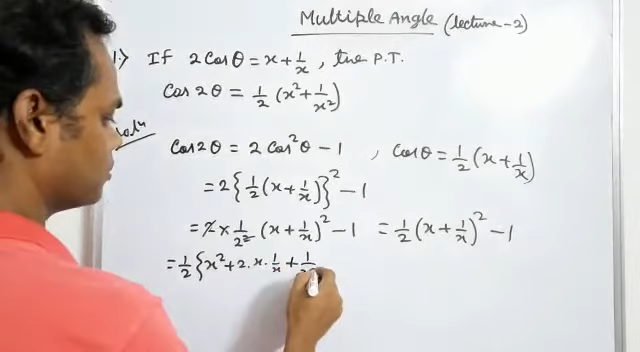 Multiple Angle (lecture-2)
1:) If 2 Cos θ = x + 1/x , then P.T.
Cos 2θ = 1/2 (x² + 1/x²)
Cos 2θ = 2 Cos²θ - 1 , Cos θ = 1/2 (x + 1/x)
= 2 { 1/2 (x + 1/x) }² - 1
= 2 × 1/2² (x + 1/x)² - 1 = 1/2 (x + 1/x)² - 1
= 1/2 { x² + 2 · x · 1/x + 1/